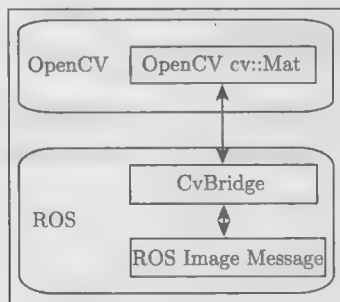 OpenCV
OpenCV cv::Mat
CvBridge
ROS
ROS Image Message